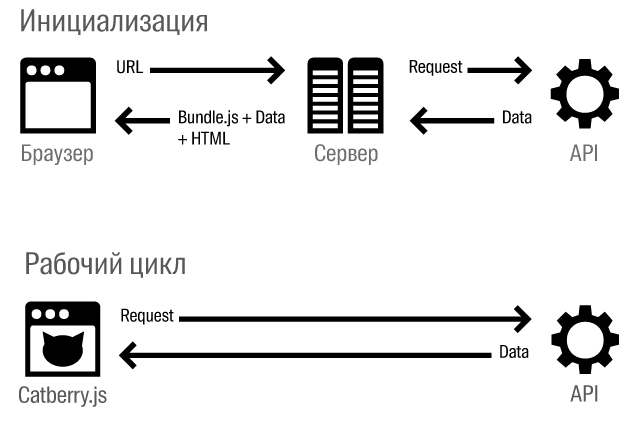 Инициализация
URL
Request
Bundle.js + Data
+ HTML
Data
Браузер
Сервер
API
Рабочий цикл
Request
Data
Catberry.js
API